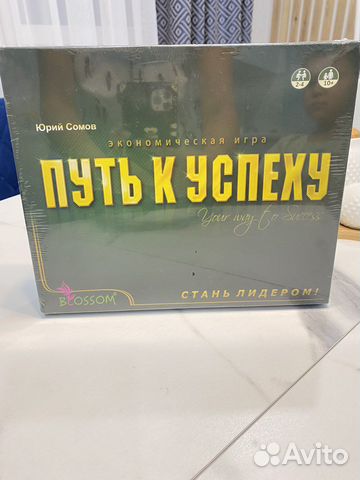 2-4
10+
Юрий Сомов
ЭКОНОМИЧЕСКАЯ ИГРА
ПУТЬ К УСПЕХУ
Your way to Success
BLOSSOM
СТАНЬ ЛИДЕРОМ!
Avito